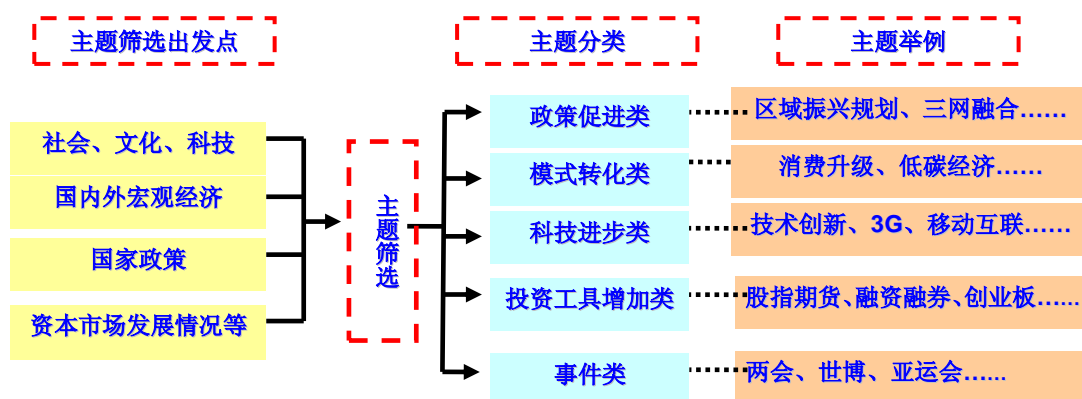 主题筛选出发点
主题分类
主题举例
社会、文化、科技
国内外宏观经济
国家政策
资本市场发展情况等
主题筛选
政策促进类
区域振兴规划、三网融合……
模式转化类
消费升级、低碳经济……
科技进步类
技术创新、3G、移动互联……
投资工具增加类
股指期货、融资融券、创业板……
事件类
两会、世博、亚运会……